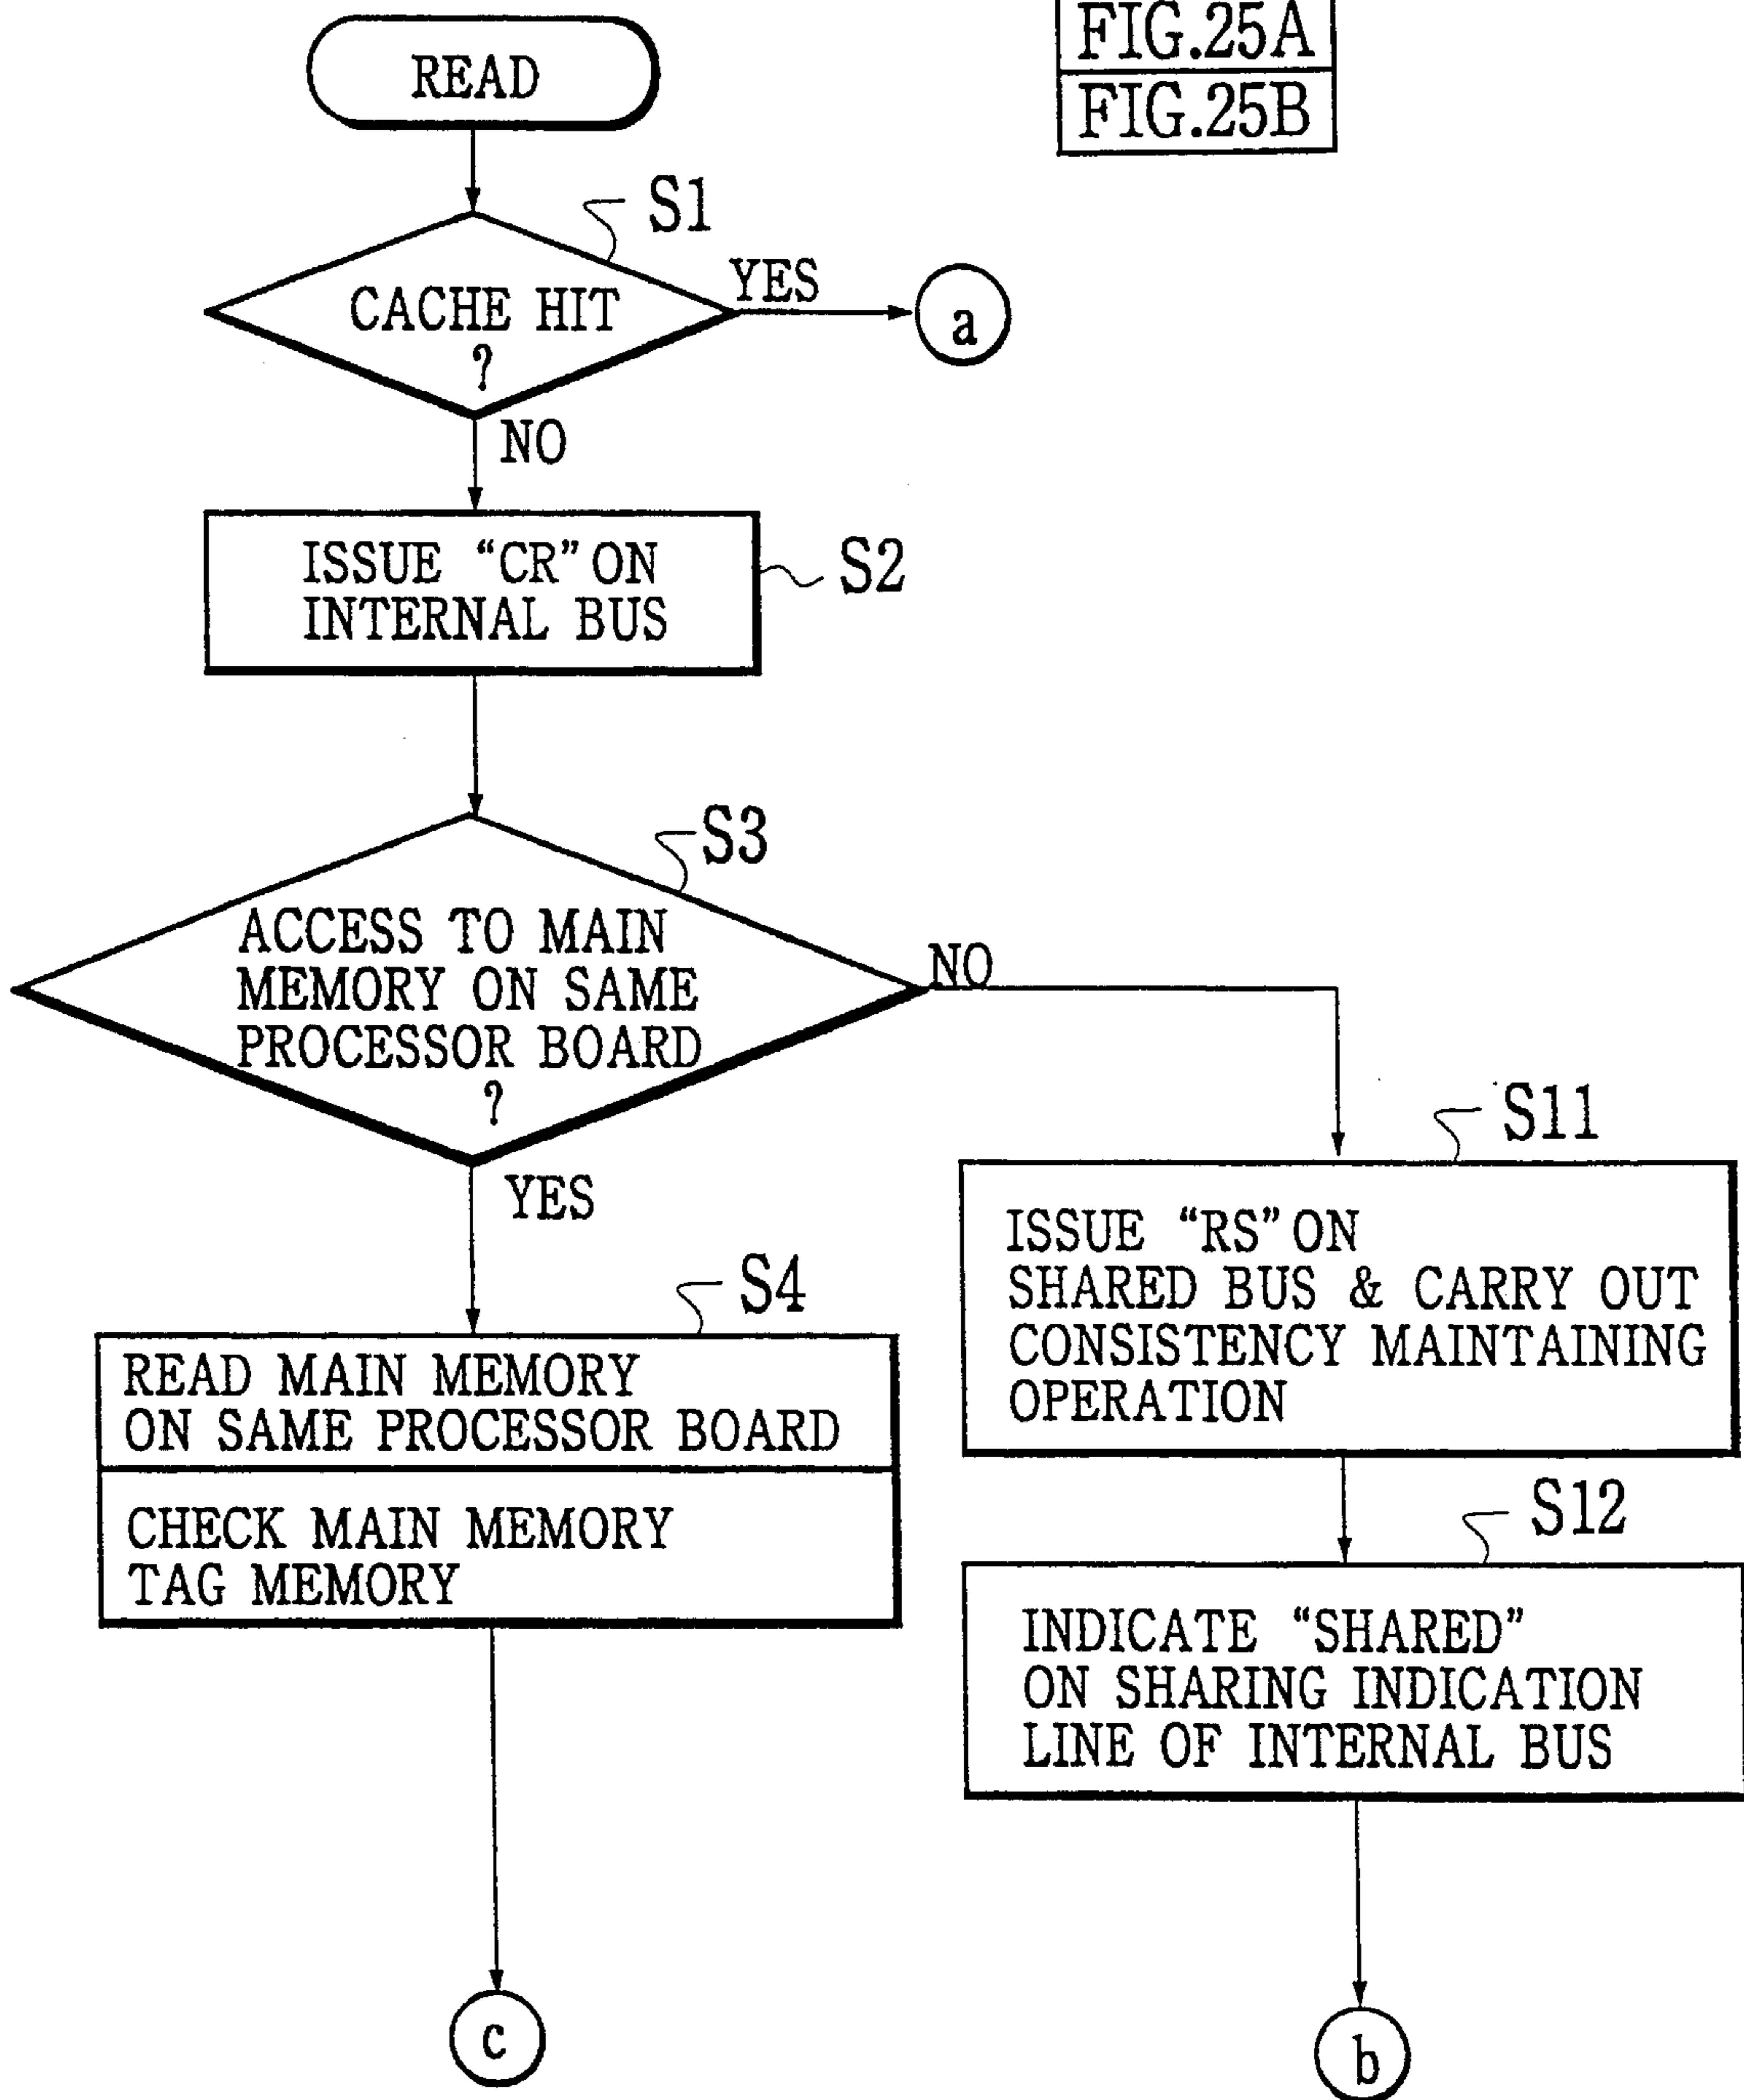 FIG.25A
FIG.25B
READ
S1
CACHE HIT
?
YES
a
NO
ISSUE “CR” ON
INTERNAL BUS
S2
S3
ACCESS TO MAIN
MEMORY ON SAME
PROCESSOR BOARD
?
NO
YES
S4
READ MAIN MEMORY
ON SAME PROCESSOR BOARD
CHECK MAIN MEMORY
TAG MEMORY
c
S11
ISSUE “RS” ON
SHARED BUS & CARRY OUT
CONSISTENCY MAINTAINING
OPERATION
S12
INDICATE “SHARED”
ON SHARING INDICATION
LINE OF INTERNAL BUS
b